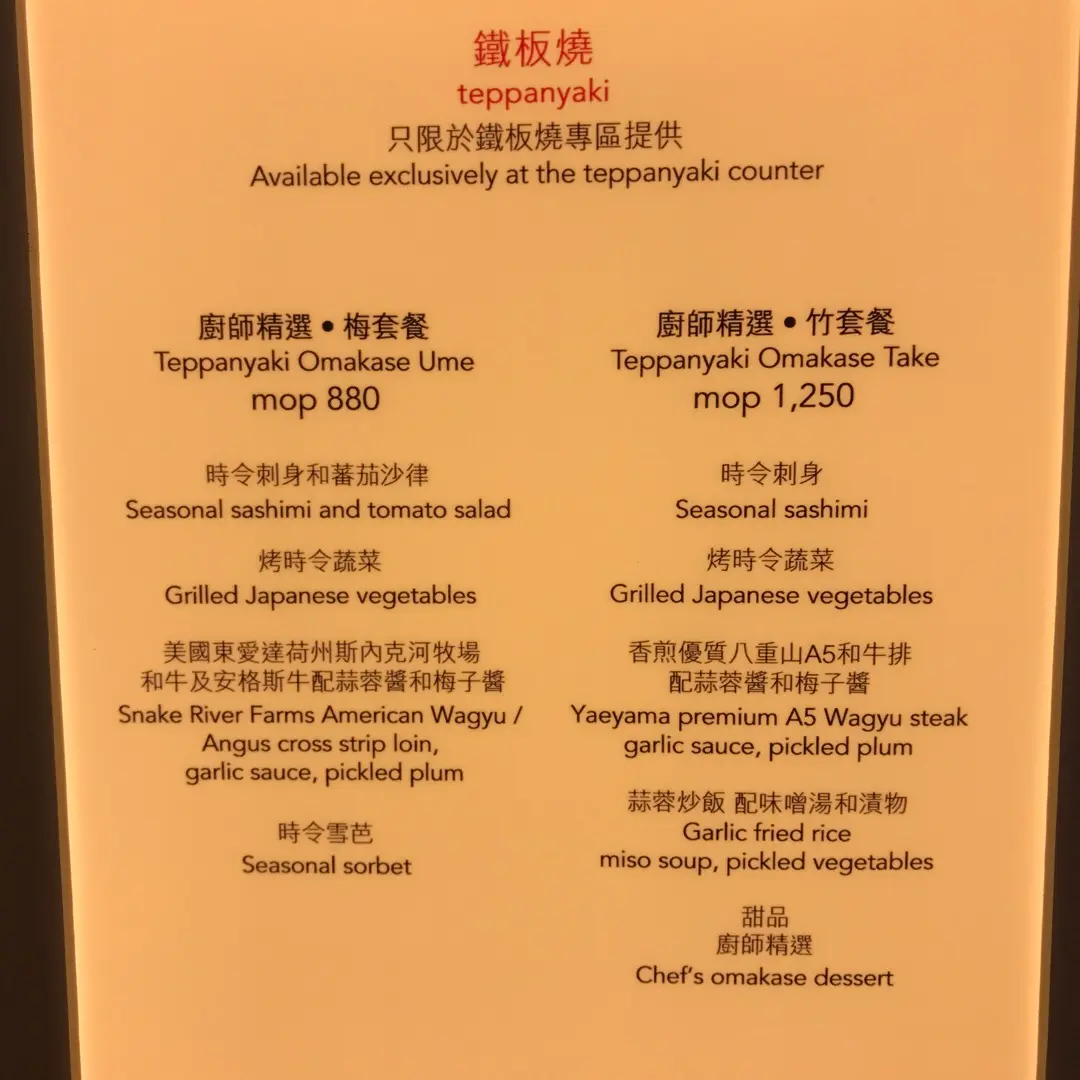 鐵板燒
teppanyaki
只限於鐵板燒專區提供
Available exclusively at the teppanyaki counter
廚師精選 • 梅套餐
Teppanyaki Omakase Ume
mop 880
時令刺身和蕃茄沙律
Seasonal sashimi and tomato salad
烤時令蔬菜
Grilled Japanese vegetables
美國東愛達荷州斯內克河牧場
和牛及安格斯牛配蒜蓉醬和梅子醬
Snake River Farms American Wagyu /
Angus cross strip loin,
garlic sauce, pickled plum
時令雪芭
Seasonal sorbet
廚師精選 • 竹套餐
Teppanyaki Omakase Take
mop 1,250
時令刺身
Seasonal sashimi
烤時令蔬菜
Grilled Japanese vegetables
香煎優質八重山A5和牛排
配蒜蓉醬和梅子醬
Yaeyama premium A5 Wagyu steak
garlic sauce, pickled plum
蒜蓉炒飯 配味噌湯和漬物
Garlic fried rice
miso soup, pickled vegetables
甜品
廚師精選
Chef's omakase dessert